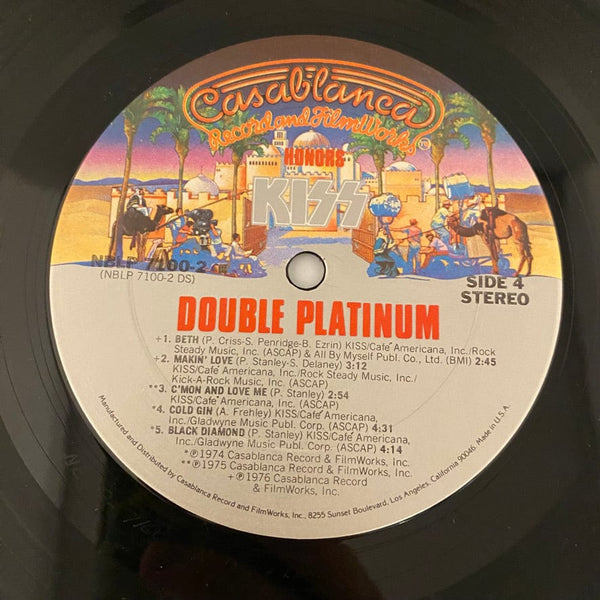 Casablanca
Record and FilmWorks
HONORS
KISS
NBLP 7100-2
(NBLP 7100-2 DS)
SIDE 4
STEREO
DOUBLE PLATINUM
+1. BETH (P. Criss-S. Penridge-B. Ezrin) KISS/Café Americana, Inc./Rock
Steady Music, Inc. (ASCAP) & All By Myself Publ. Co., Ltd. (BMI) 2:45
+2. MAKIN' LOVE (P. Stanley-S. Delaney) 3:12
KISS/Café Americana, Inc./Rock Steady Music, Inc./
Kick-A-Rock Music, Inc. (ASCAP)
**3. C'MON AND LOVE ME (P. Stanley) 2:54
KISS/Café Americana, Inc. (ASCAP)
*4. COLD GIN (A. Frehley) KISS/Café Americana,
Inc./Gladwyne Music Publ. Corp. (ASCAP) 4:31
*5. BLACK DIAMOND (P. Stanley) KISS/Café Americana,
Inc./Gladwyne Music Publ. Corp. (ASCAP) 4:14
*℗1974 Casablanca Record & FilmWorks, Inc.
**℗1975 Casablanca Record & FilmWorks, Inc.
+℗1976 Casablanca Record
& FilmWorks, Inc.
Manufactured and Distributed by Casablanca Record and FilmWorks, Inc., 8255 Sunset Boulevard, Los Angeles, California 90046 Made in U.S.A.